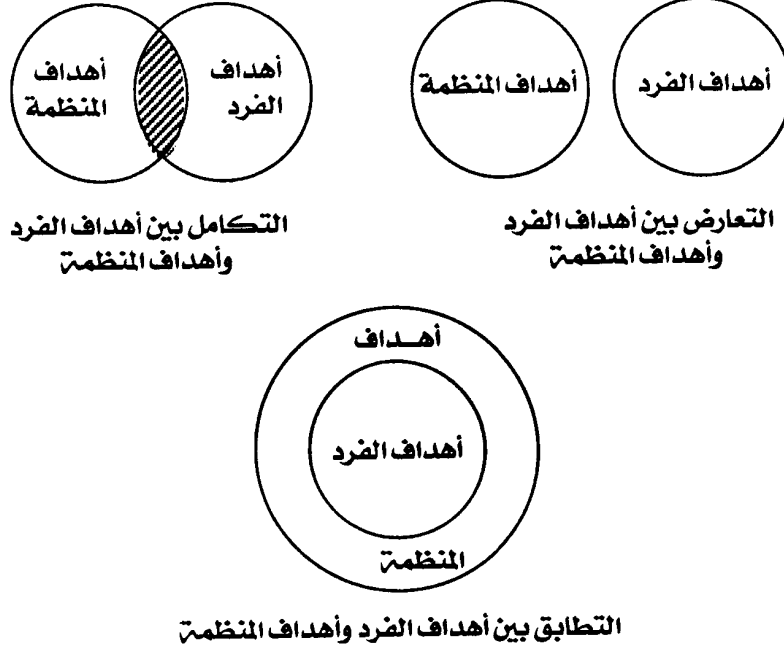 أهداف الفرد
أهداف المنظمة
التعارض بين أهداف الفرد
وأهداف المنظمة
أهداف
الفرد
أهداف
المنظمة
التكامل بين أهداف الفرد
وأهداف المنظمة
أهــداف
أهداف الفرد
المنظمة
التطابق بين أهداف الفرد وأهداف المنظمة